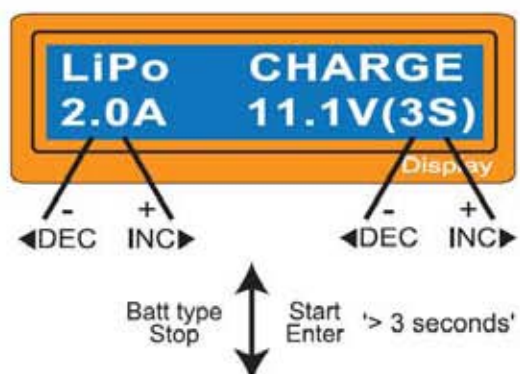 LiPo CHARGE
2.0A 11.1V(3S)
Display
- + - +
◀DEC INC▶ ◀DEC INC▶
Batt type Start '> 3 seconds'
Stop Enter